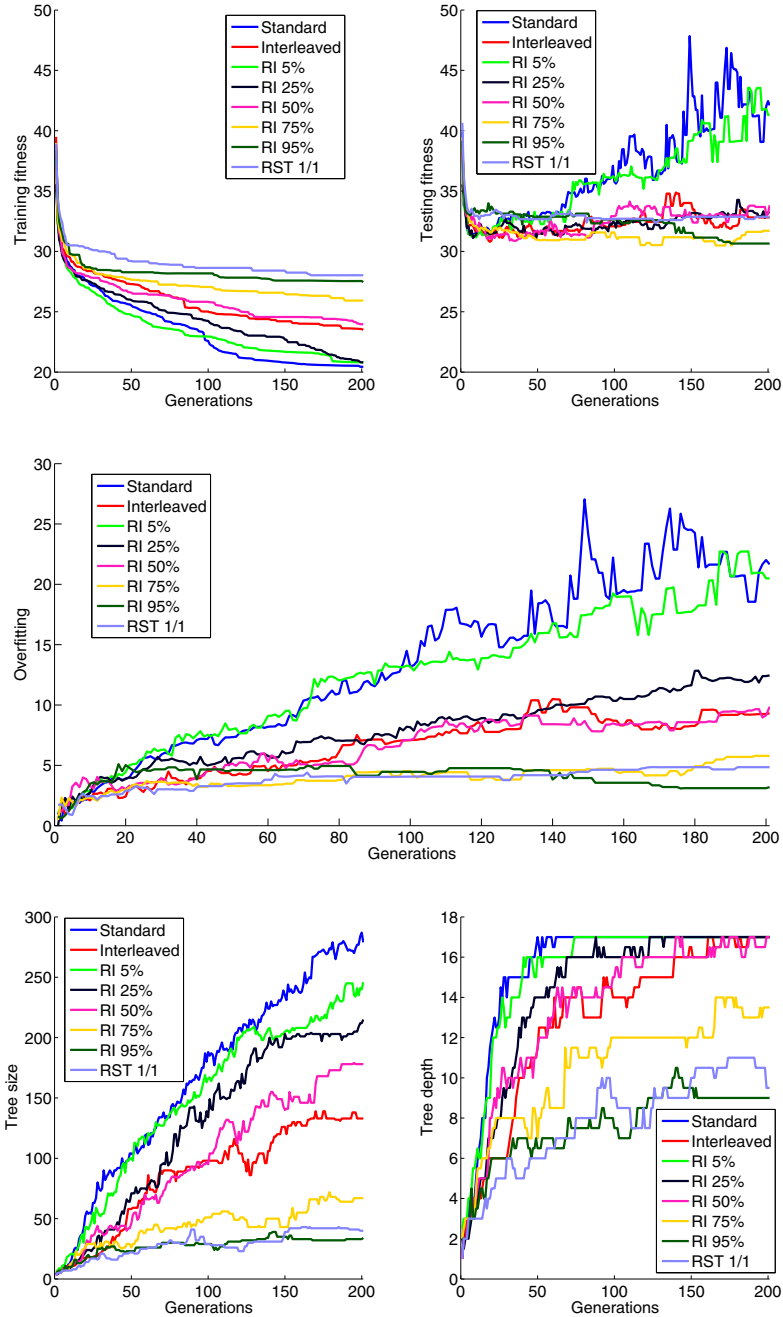 50
45
40
35
30
25
20
Training fitness
Standard
Interleaved
RI 5%
RI 25%
RI 50%
RI 75%
RI 95%
RST 1/1
0
50
100
150
200
Generations
50
45
40
35
30
25
20
Testing fitness
Standard
Interleaved
RI 5%
RI 25%
RI 50%
RI 75%
RI 95%
RST 1/1
0
50
100
150
200
Generations
30
25
20
15
10
5
0
Overfitting
Standard
Interleaved
RI 5%
RI 25%
RI 50%
RI 75%
RI 95%
RST 1/1
0
20
40
60
80
100
120
140
160
180
200
Generations
300
250
200
150
100
50
0
Tree size
Standard
Interleaved
RI 5%
RI 25%
RI 50%
RI 75%
RI 95%
RST 1/1
0
50
100
150
200
Generations
18
16
14
12
10
8
6
4
2
0
Tree depth
Standard
Interleaved
RI 5%
RI 25%
RI 50%
RI 75%
RI 95%
RST 1/1
0
50
100
150
200
Generations